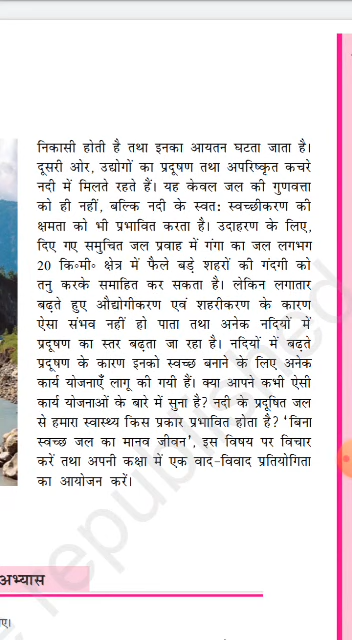 निकासी होती है तथा इनका आयतन घटता जाता है।
दूसरी ओर, उद्योगों का प्रदूषण तथा अपरिष्कृत कचरे
नदी में मिलते रहते हैं। यह केवल जल की गुणवत्ता
को ही नहीं, बल्कि नदी के स्वतः स्वच्छीकरण की
क्षमता को भी प्रभावित करता है। उदाहरण के लिए,
दिए गए समुचित जल प्रवाह में गंगा का जल लगभग
20 कि॰मी॰ क्षेत्र में फैले बड़े शहरों की गंदगी को
तनु करके समाहित कर सकता है। लेकिन लगातार
बढ़ते हुए औद्योगीकरण एवं शहरीकरण के कारण
ऐसा संभव नहीं हो पाता तथा अनेक नदियों में
प्रदूषण का स्तर बढ़ता जा रहा है। नदियों में बढ़ते
प्रदूषण के कारण इनको स्वच्छ बनाने के लिए अनेक
कार्य योजनाएँ लागू की गयी हैं। क्या आपने कभी ऐसी
कार्य योजनाओं के बारे में सुना है? नदी के प्रदूषित जल
से हमारा स्वास्थ्य किस प्रकार प्रभावित होता है? ‘बिना
स्वच्छ जल का मानव जीवन’, इस विषय पर विचार
करें तथा अपनी कक्षा में एक वाद-विवाद प्रतियोगिता
का आयोजन करें।
अभ्यास
republished